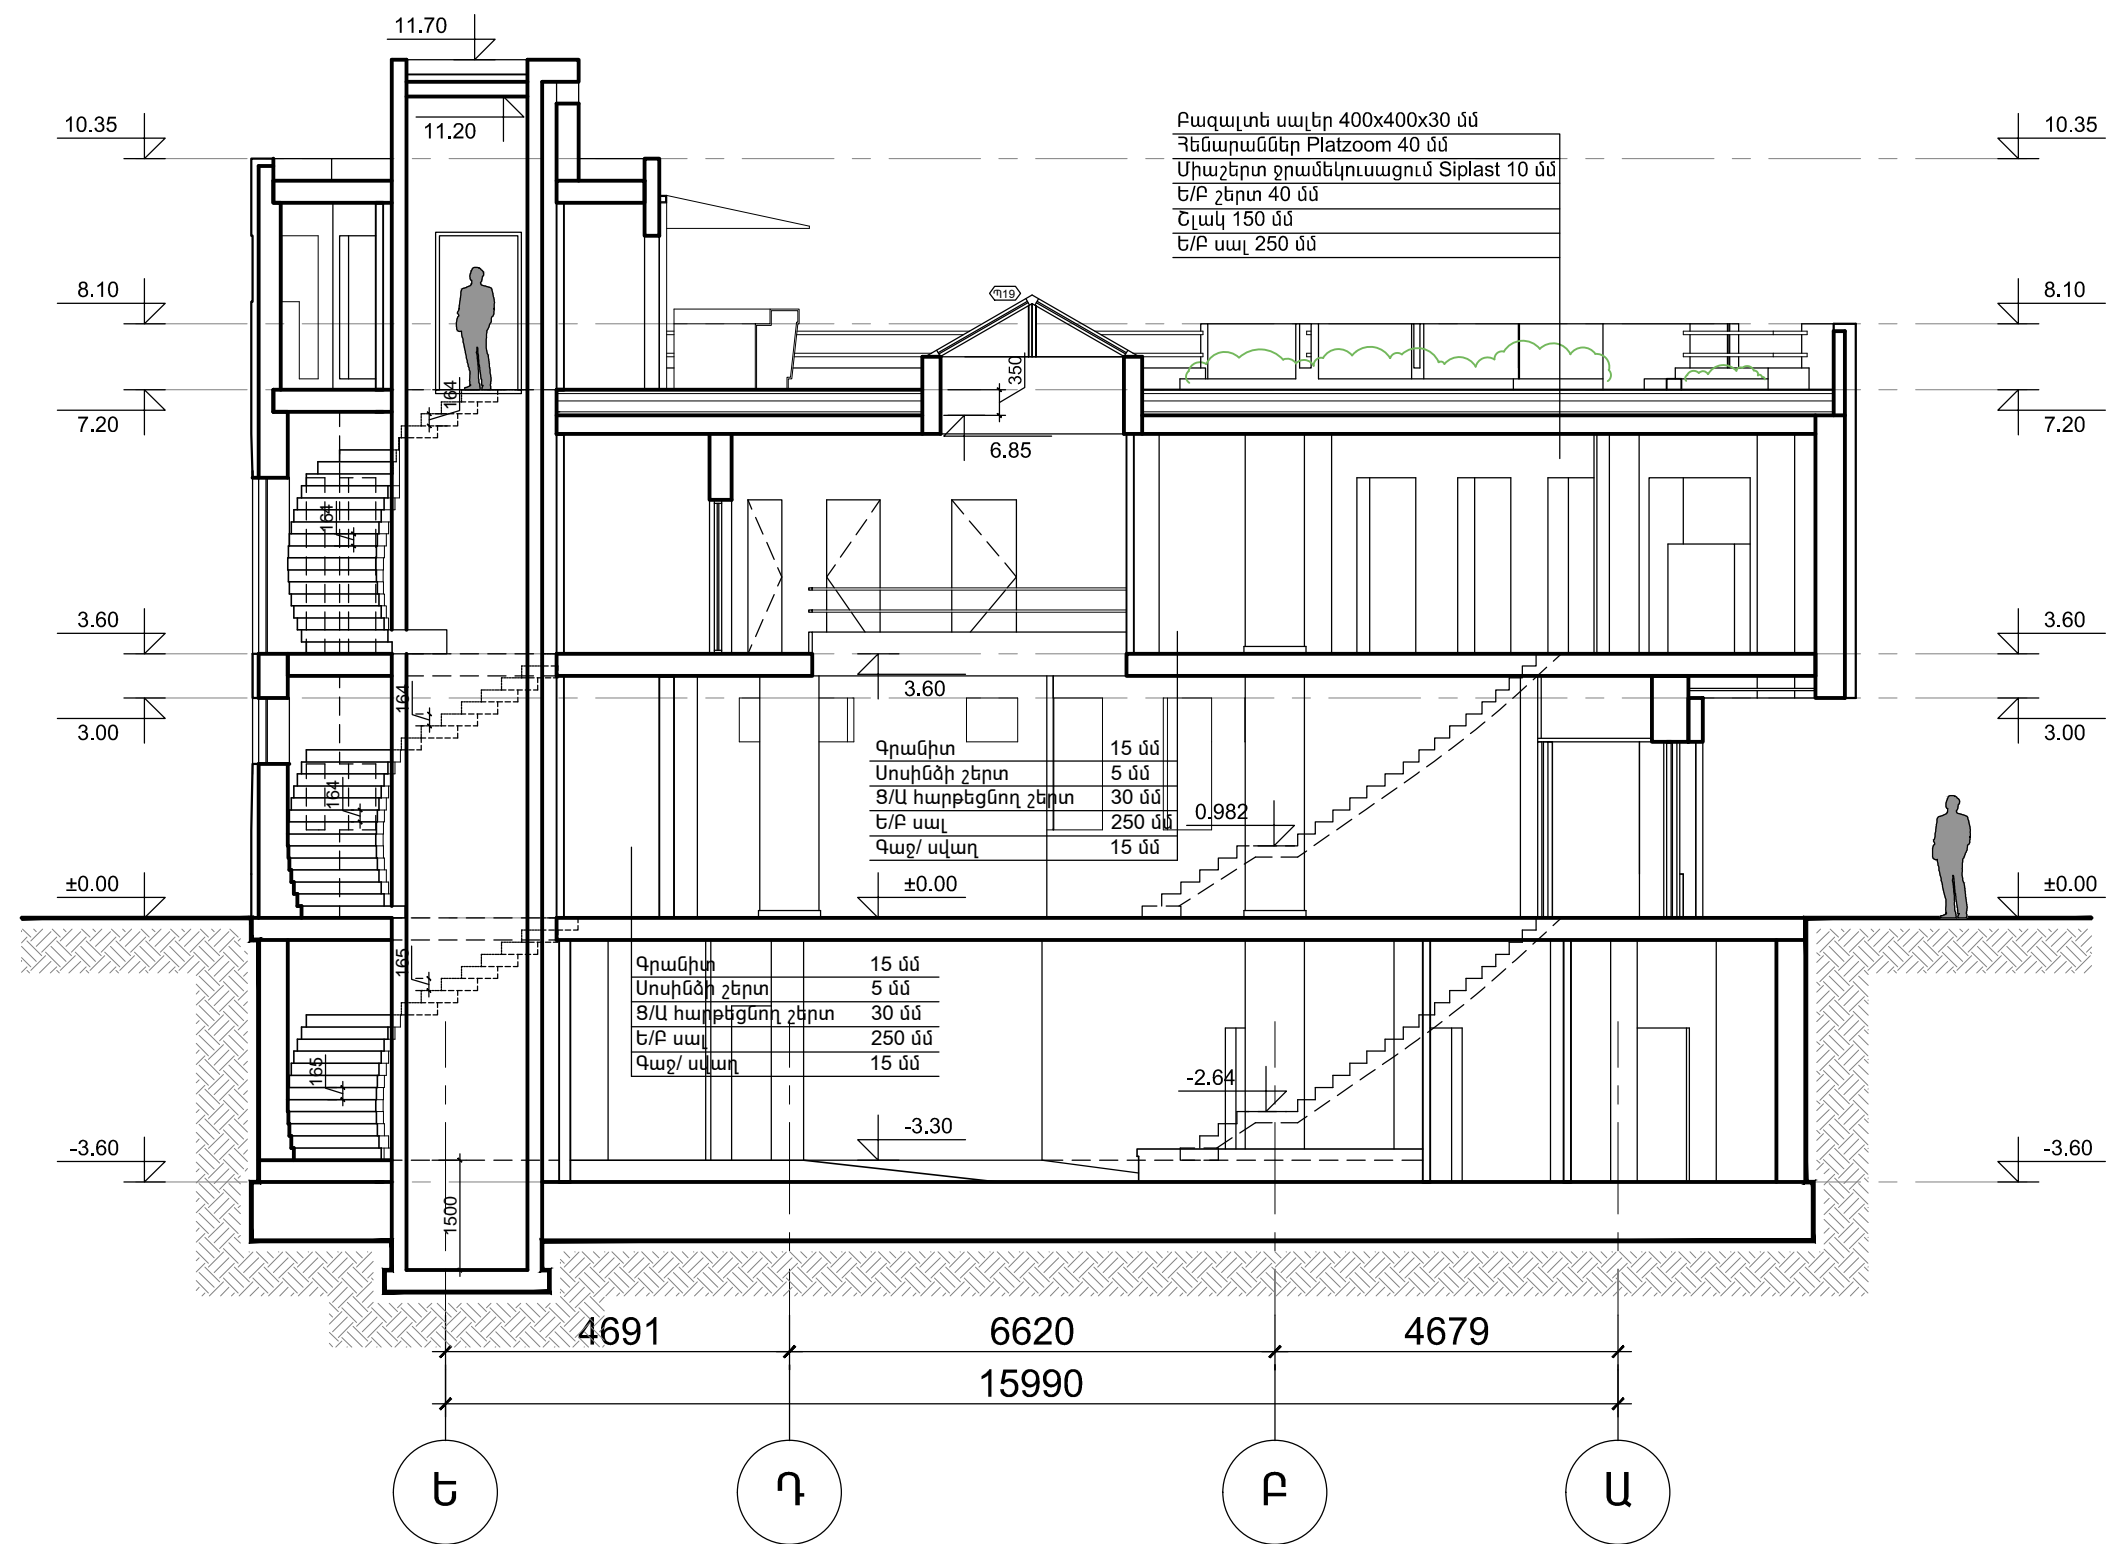 11.70
11.20
10.35
10.35
Բազալտե սալեր 400x400x30 մմ
Հենարաններ Platzoom 40 մմ
Միաշերտ ջրամեկուսացում Siplast 10 մմ
Ե/Բ շերտ 40 մմ
Շլակ 150 մմ
Ե/Բ սալ 250 մմ
8.10
8.10
Պ19
350
164
7.20
7.20
6.85
164
3.60
3.60
3.60
164
3.00
3.00
Գրանիտ 15 մմ
Սոսինձի շերտ 5 մմ
Ց/Ա հարթեցնող շերտ 30 մմ
Ե/Բ սալ 250 մմ
Գաջ/ սվաղ 15 մմ
164
0.982
±0.00
±0.00
±0.00
165
Գրանիտ 15 մմ
Սոսինձի շերտ 5 մմ
Ց/Ա հարթեցնող շերտ 30 մմ
Ե/Բ սալ 250 մմ
Գաջ/ սվաղ 15 մմ
165
-2.64
-3.30
-3.60
-3.60
1500
4691 6620 4679
15990
Ե Դ Բ Ա